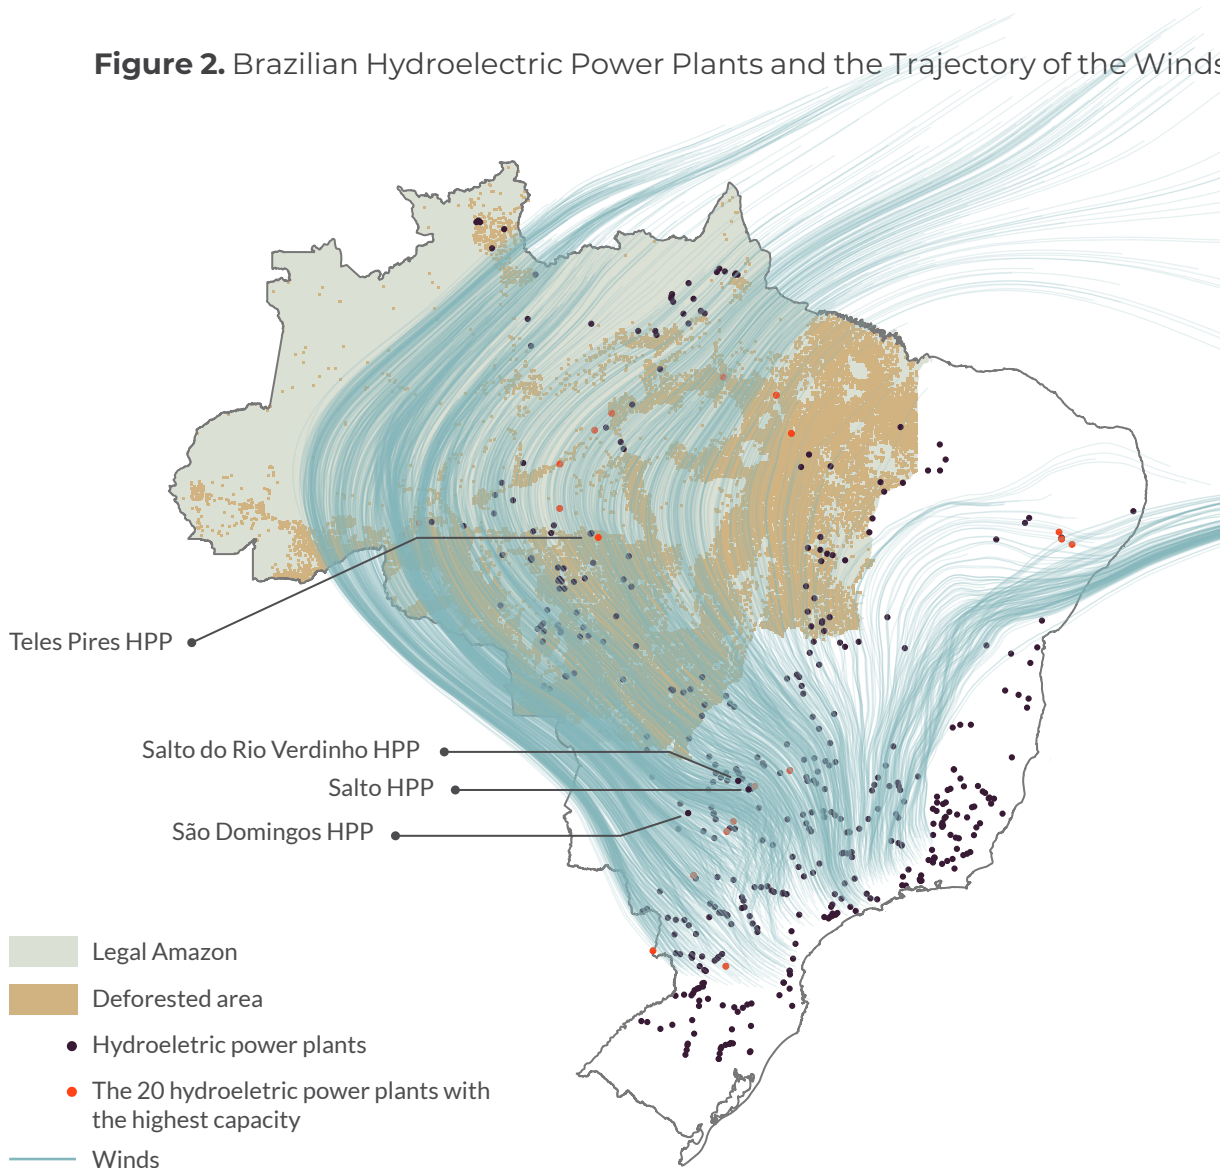 Figure 2. Brazilian Hydroelectric Power Plants and the Trajectory of the Winds
Teles Pires HPP
Salto do Rio Verdinho HPP
Salto HPP
São Domingos HPP
Legal Amazon
Deforested area
Hydroeletric power plants
The 20 hydroeletric power plants with
the highest capacity
Winds